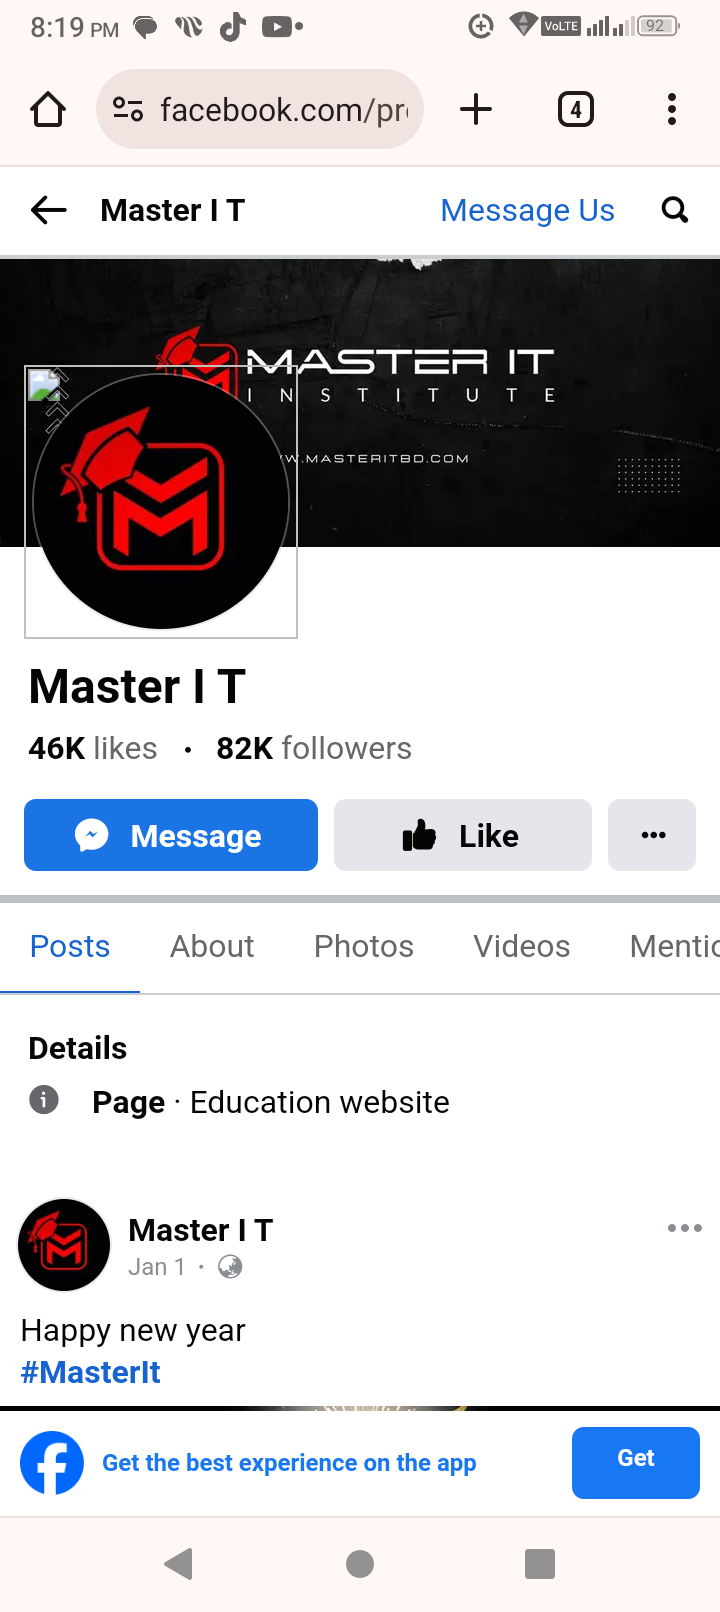 8:19 PM
VoLTE 92
facebook.com/pr
4
Master I T Message Us
MASTER IT
INSTITUTE
W.MASTERITBD.COM
Master I T
46K likes · 82K followers
Message Like
Posts About Photos Videos Mentio
Details
Page · Education website
Master I T
Jan 1 ·
Happy new year
#MasterIt
Get the best experience on the app Get